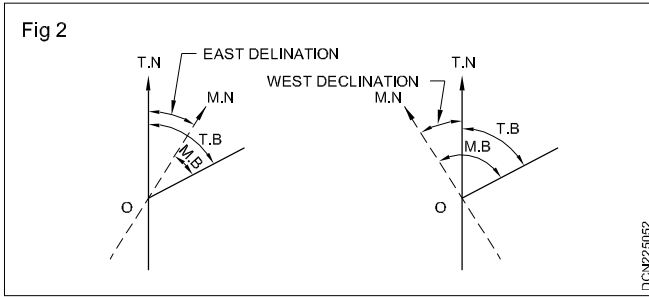 Fig 2
EAST DELINATION
T.N
M.N
T.B
M.B
O
WEST DECLINATION
T.N
M.N
T.B
M.B
O
DCN225052